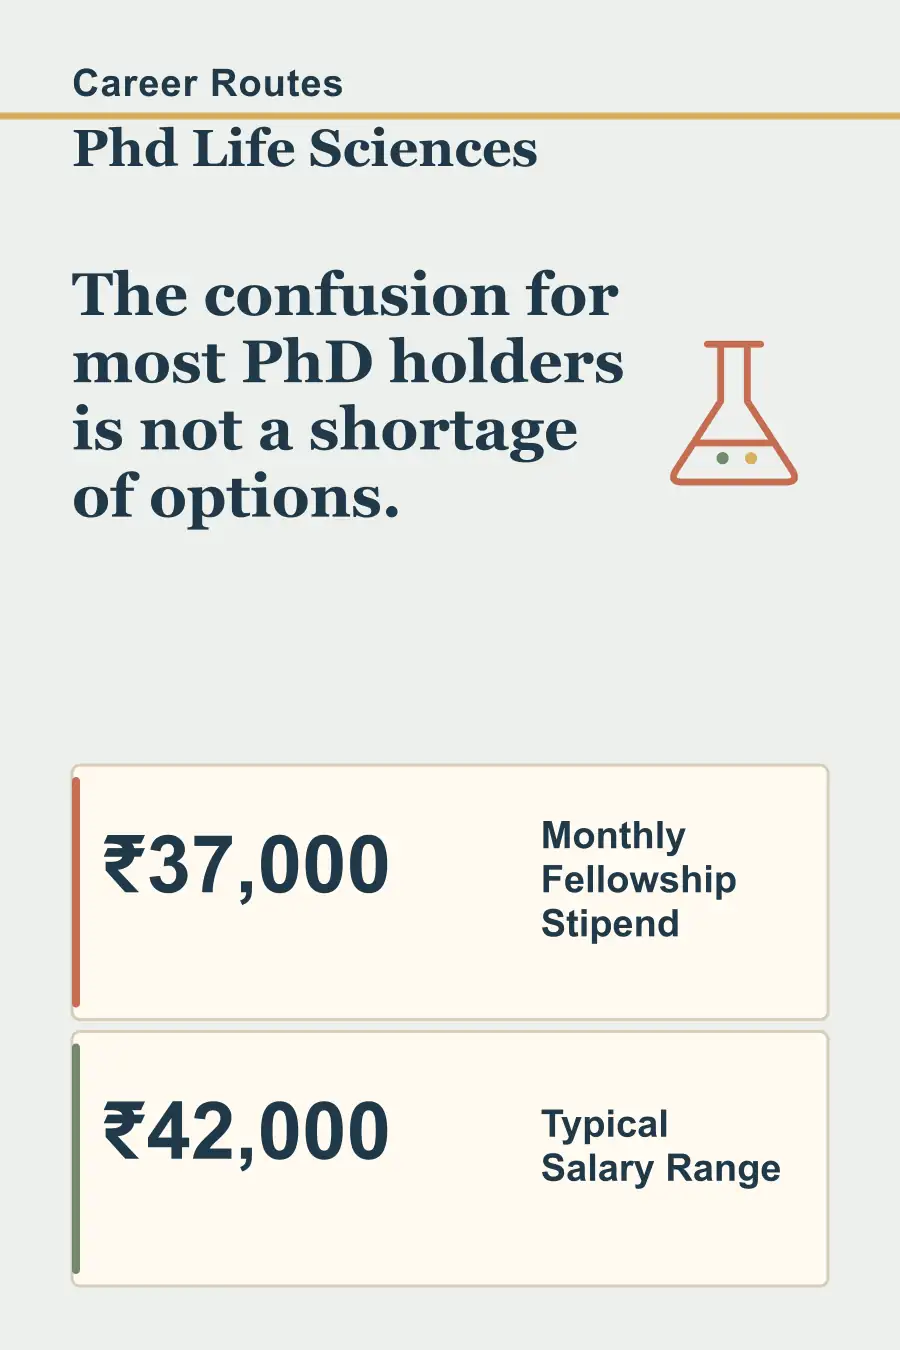 Career Routes
Phd Life Sciences
The confusion for
most PhD holders
is not a shortage
of options.
₹37,000
Monthly
Fellowship
Stipend
₹42,000
Typical
Salary Range